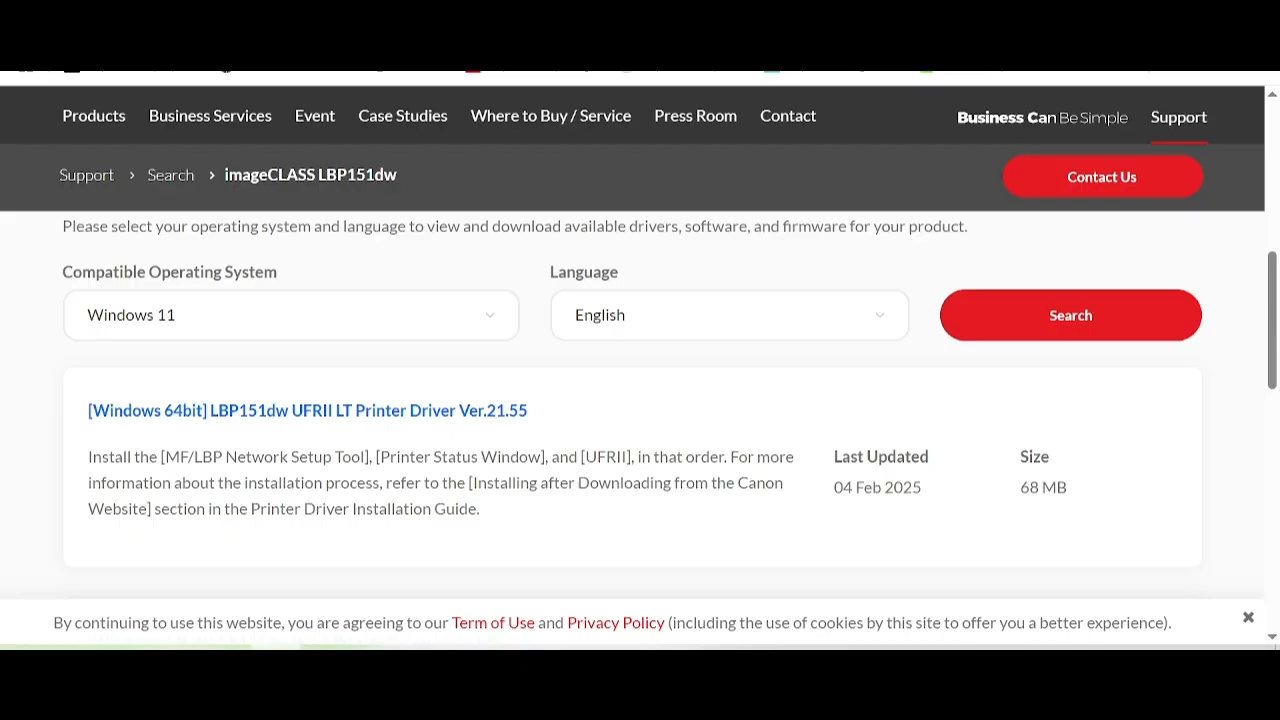 Products Business Services Event Case Studies Where to Buy / Service Press Room Contact Business Can Be Simple Support
Support › Search › imageCLASS LBP151dw Contact Us
Please select your operating system and language to view and download available drivers, software, and firmware for your product.
Compatible Operating System Language
Windows 11 English Search
[Windows 64bit] LBP151dw UFRII LT Printer Driver Ver.21.55
Install the [MF/LBP Network Setup Tool], [Printer Status Window], and [UFRII], in that order. For more Last Updated Size
information about the installation process, refer to the [Installing after Downloading from the Canon 04 Feb 2025 68 MB
Website] section in the Printer Driver Installation Guide.
By continuing to use this website, you are agreeing to our Term of Use and Privacy Policy (including the use of cookies by this site to offer you a better experience). ✖